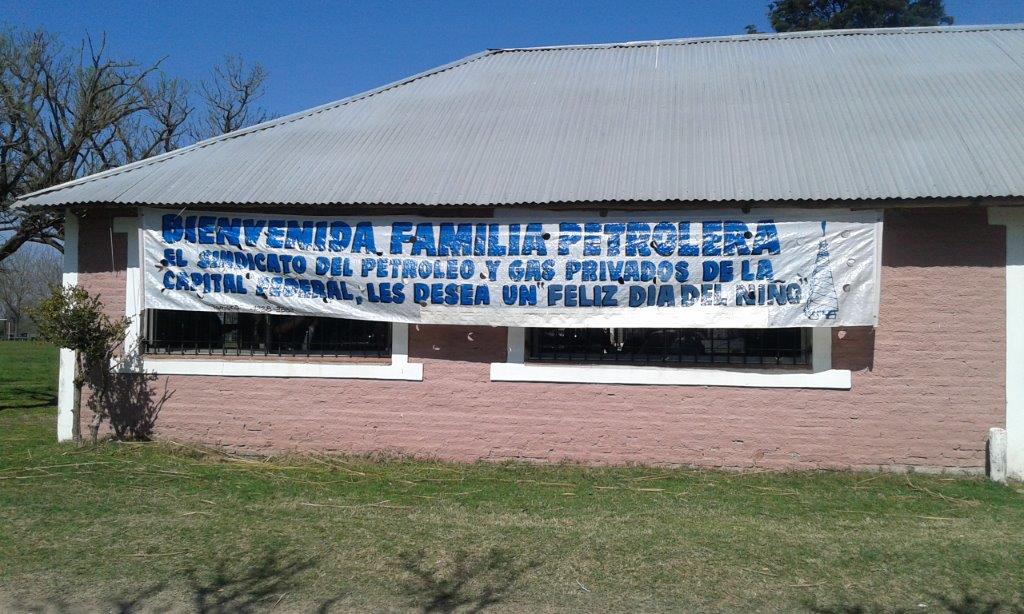 BIENVENIDA FAMILIA PETROLERA
EL SINDICATO DEL PETROLEO Y GAS PRIVADOS DE LA
CAPITAL FEDERAL, LES DESEA UN "FELIZ DIA DEL NIÑO"